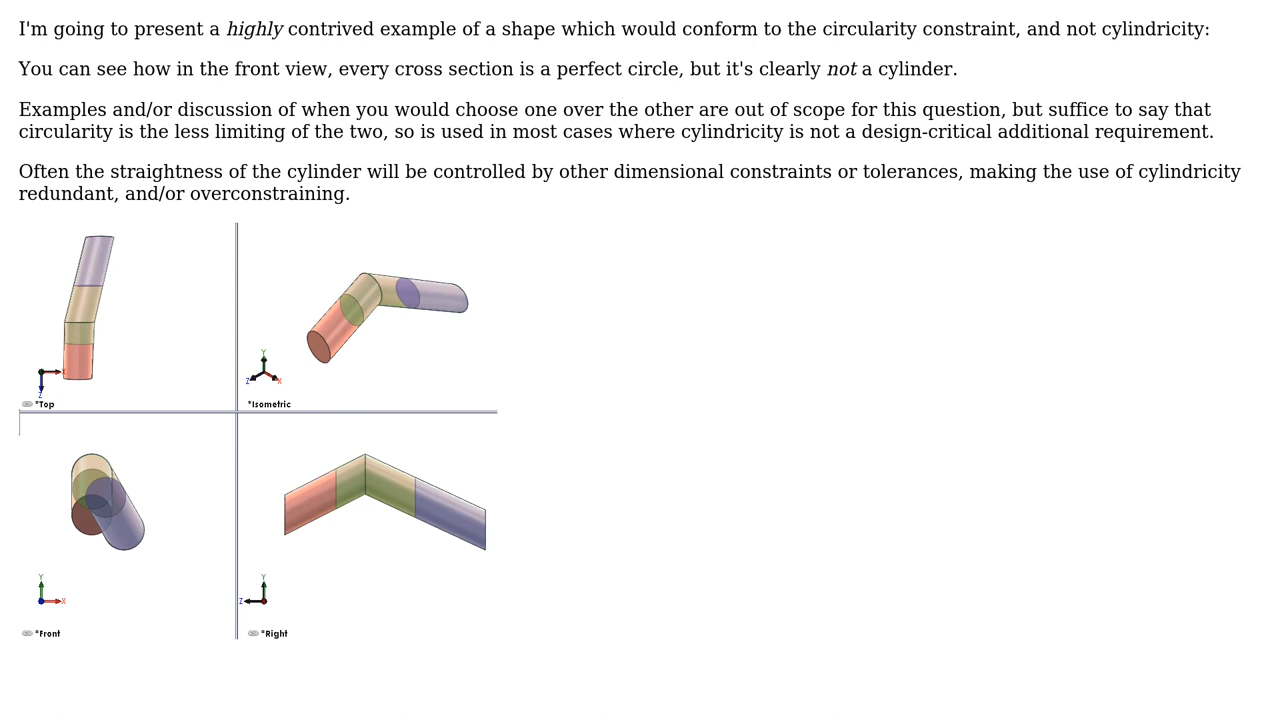 I'm going to present a highly contrived example of a shape which would conform to the circularity constraint, and not cylindricity:
You can see how in the front view, every cross section is a perfect circle, but it's clearly not a cylinder.
Examples and/or discussion of when you would choose one over the other are out of scope for this question, but suffice to say that
circularity is the less limiting of the two, so is used in most cases where cylindricity is not a design-critical additional requirement.
Often the straightness of the cylinder will be controlled by other dimensional constraints or tolerances, making the use of cylindricity
redundant, and/or overconstraining.
X
Z
*Top
Y
Z
X
*Isometric
Y
X
*Front
Y
Z
*Right